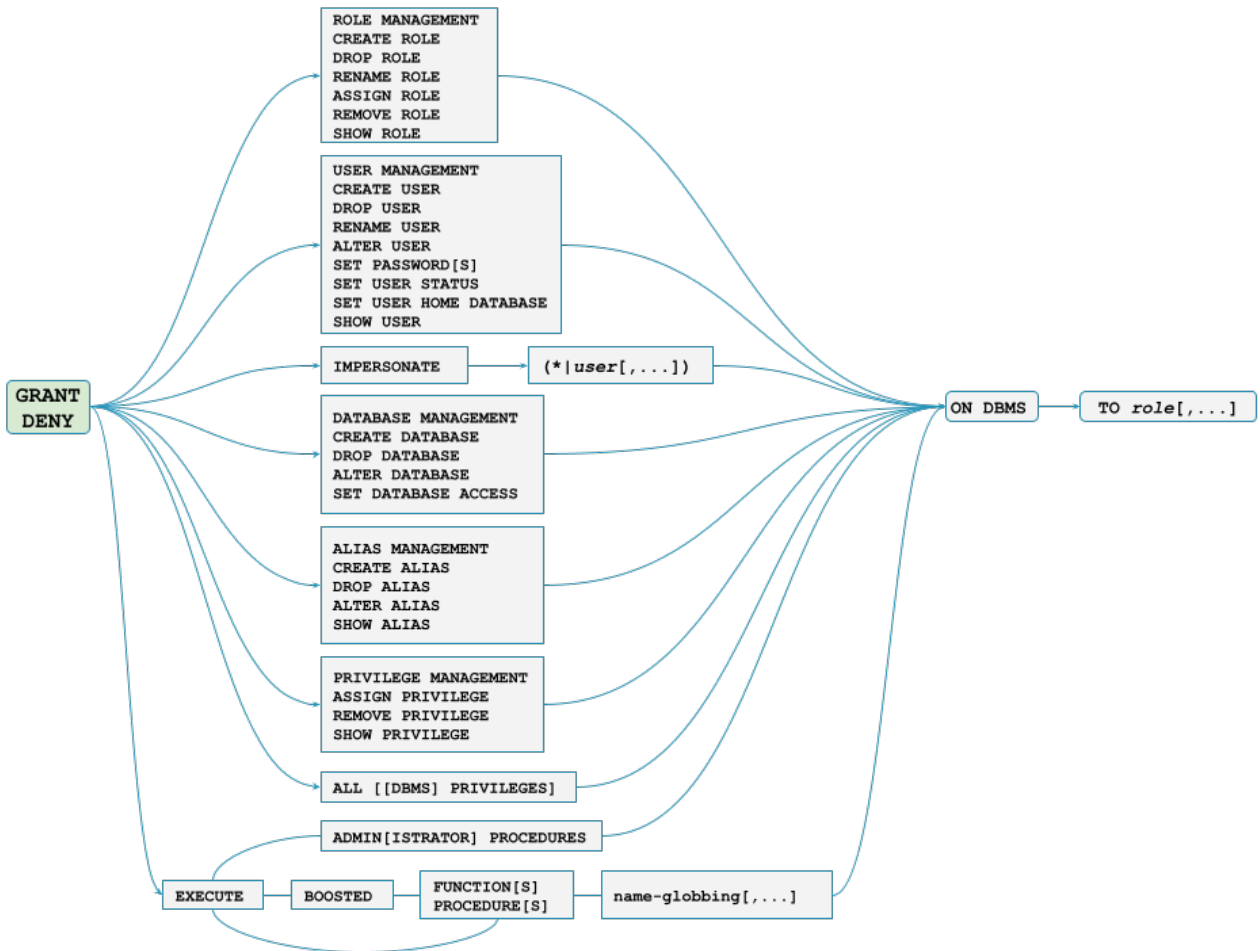 GRANT
DENY
ROLE MANAGEMENT
CREATE ROLE
DROP ROLE
RENAME ROLE
ASSIGN ROLE
REMOVE ROLE
SHOW ROLE
USER MANAGEMENT
CREATE USER
DROP USER
RENAME USER
ALTER USER
SET PASSWORD[S]
SET USER STATUS
SET USER HOME DATABASE
SHOW USER
IMPERSONATE
(*|user[,...])
DATABASE MANAGEMENT
CREATE DATABASE
DROP DATABASE
ALTER DATABASE
SET DATABASE ACCESS
ALIAS MANAGEMENT
CREATE ALIAS
DROP ALIAS
ALTER ALIAS
SHOW ALIAS
PRIVILEGE MANAGEMENT
ASSIGN PRIVILEGE
REMOVE PRIVILEGE
SHOW PRIVILEGE
ALL [[DBMS] PRIVILEGES]
ADMIN[ISTRATOR] PROCEDURES
EXECUTE
BOOSTED
FUNCTION[S]
PROCEDURE[S]
name-globbing[,...]
ON DBMS
TO role[,...]